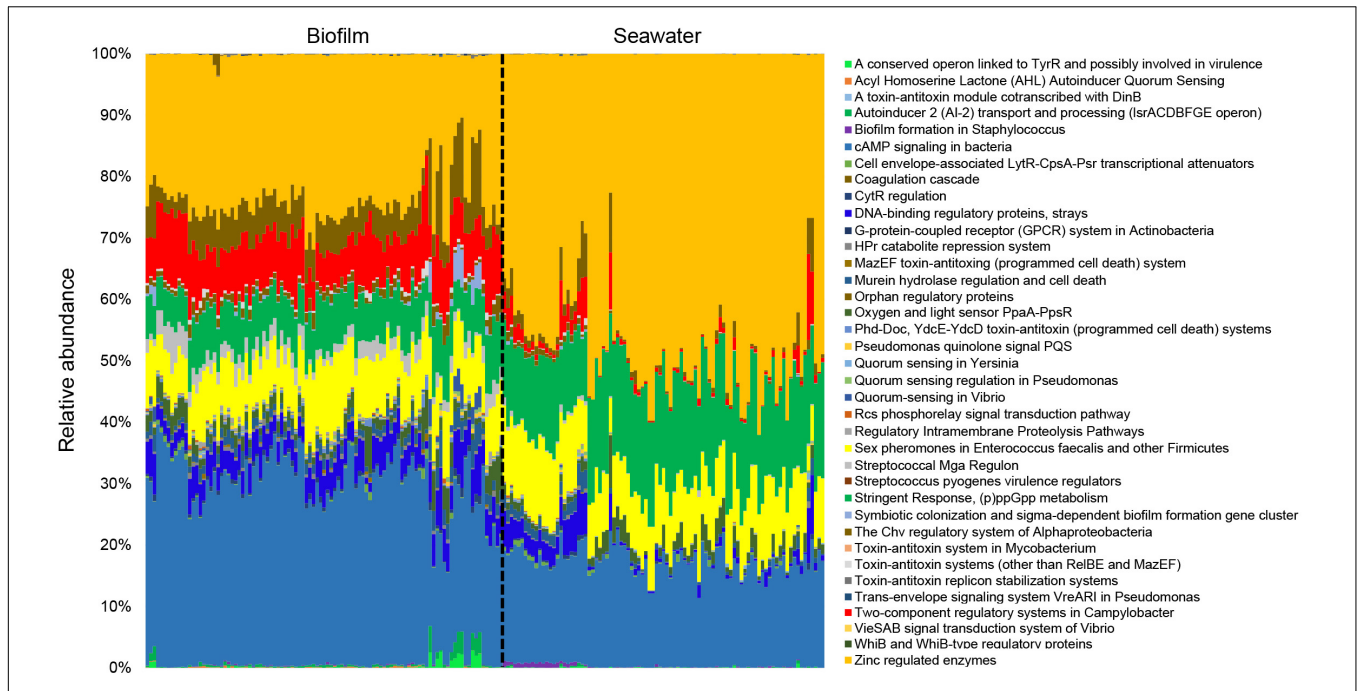 Biofilm Seawater
100%
90%
80%
70%
60%
50%
40%
30%
20%
10%
0%
Relative abundance
A conserved operon linked to TyrR and possibly involved in virulence
Acyl Homoserine Lactone (AHL) Autoinducer Quorum Sensing
A toxin-antitoxin module cotranscribed with DinB
Autoinducer 2 (AI-2) transport and processing (lsrACDBFGE operon)
Biofilm formation in Staphylococcus
cAMP signaling in bacteria
Cell envelope-associated LytR-CpsA-Psr transcriptional attenuators
Coagulation cascade
CytR regulation
DNA-binding regulatory proteins, strays
G-protein-coupled receptor (GPCR) system in Actinobacteria
HPr catabolite repression system
MazEF toxin-antitoxing (programmed cell death) system
Murein hydrolase regulation and cell death
Orphan regulatory proteins
Oxygen and light sensor PpaA-PpsR
Phd-Doc, YdcE-YdcD toxin-antitoxin (programmed cell death) systems
Pseudomonas quinolone signal PQS
Quorum sensing in Yersinia
Quorum sensing regulation in Pseudomonas
Quorum-sensing in Vibrio
Rcs phosphorelay signal transduction pathway
Regulatory Intramembrane Proteolysis Pathways
Sex pheromones in Enterococcus faecalis and other Firmicutes
Streptococcal Mga Regulon
Streptococcus pyogenes virulence regulators
Stringent Response, (p)ppGpp metabolism
Symbiotic colonization and sigma-dependent biofilm formation gene cluster
The Chv regulatory system of Alphaproteobacteria
Toxin-antitoxin system in Mycobacterium
Toxin-antitoxin systems (other than RelBE and MazEF)
Toxin-antitoxin replicon stabilization systems
Trans-envelope signaling system VreARI in Pseudomonas
Two-component regulatory systems in Campylobacter
VieSAB signal transduction system of Vibrio
WhiB and WhiB-type regulatory proteins
Zinc regulated enzymes